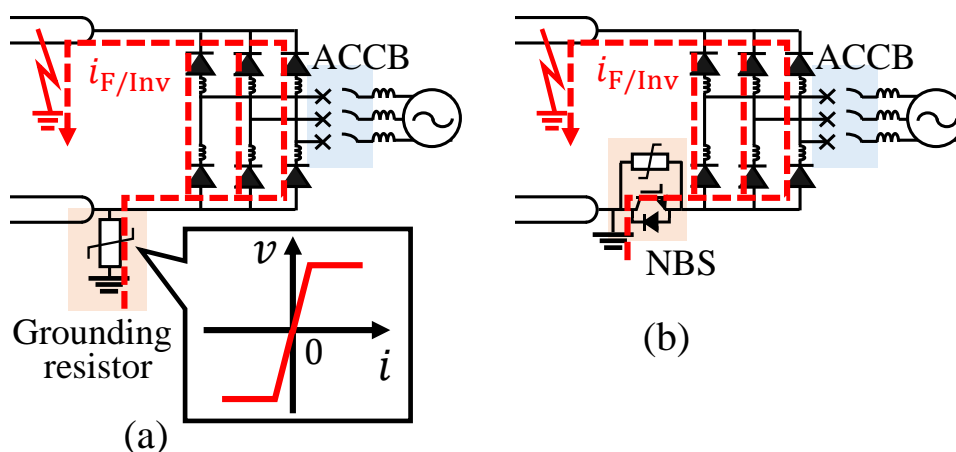 ACCB
i_F/Inv
Grounding
resistor
v
0
i
(a)
ACCB
i_F/Inv
NBS
(b)